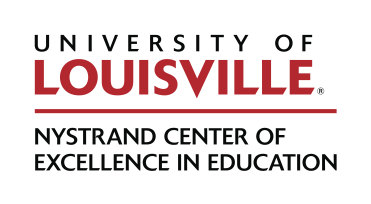 UNIVERSITY OF
LOUISVILLE®
NYSTRAND CENTER OF
EXCELLENCE IN EDUCATION